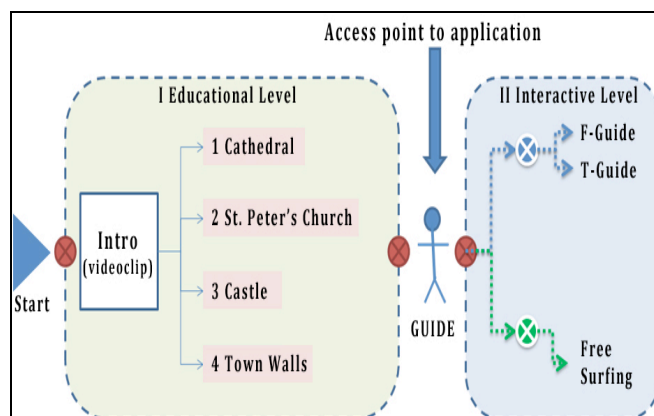 Access point to application
I Educational Level
II Interactive Level
1 Cathedral
2 St. Peter's Church
3 Castle
4 Town Walls
Intro
(videoclip)
Start
GUIDE
F-Guide
T-Guide
Free
Surfing